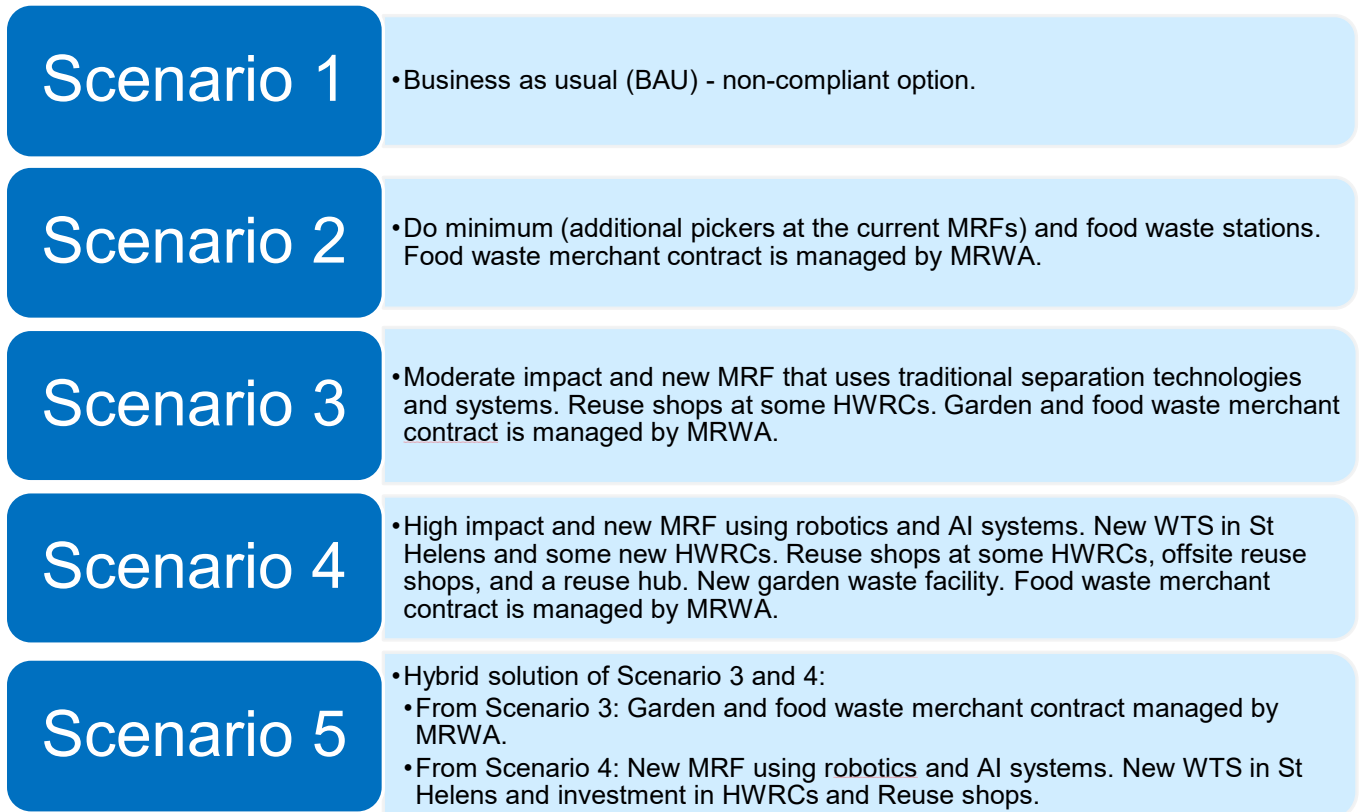 Scenario 1
•Business as usual (BAU) - non-compliant option.
Scenario 2
•Do minimum (additional pickers at the current MRFs) and food waste stations.
Food waste merchant contract is managed by MRWA.
Scenario 3
•Moderate impact and new MRF that uses traditional separation technologies
and systems. Reuse shops at some HWRCs. Garden and food waste merchant
contract is managed by MRWA.
Scenario 4
•High impact and new MRF using robotics and AI systems. New WTS in St
Helens and some new HWRCs. Reuse shops at some HWRCs, offsite reuse
shops, and a reuse hub. New garden waste facility. Food waste merchant
contract is managed by MRWA.
Scenario 5
•Hybrid solution of Scenario 3 and 4:
•From Scenario 3: Garden and food waste merchant contract managed by
MRWA.
•From Scenario 4: New MRF using robotics and AI systems. New WTS in St
Helens and investment in HWRCs and Reuse shops.